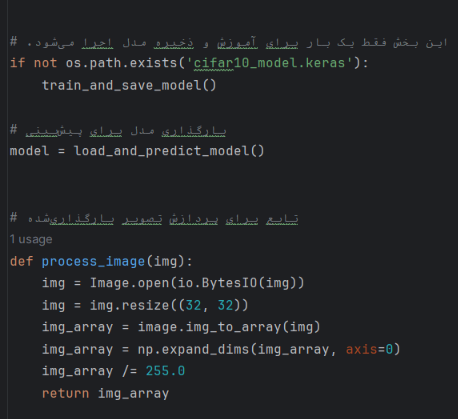 # این بخش فقط یک بار برای آموزش و ذخیره مدل اجرا می‌شود.
if not os.path.exists('cifar10_model.keras'):
    train_and_save_model()
# بارگذاری مدل برای پیش‌بینی
model = load_and_predict_model()
# تابع برای پردازش تصویر بارگذاری‌شده
1 usage
def process_image(img):
    img = Image.open(io.BytesIO(img))
    img = img.resize((32, 32))
    img_array = image.img_to_array(img)
    img_array = np.expand_dims(img_array, axis=0)
    img_array /= 255.0
    return img_array